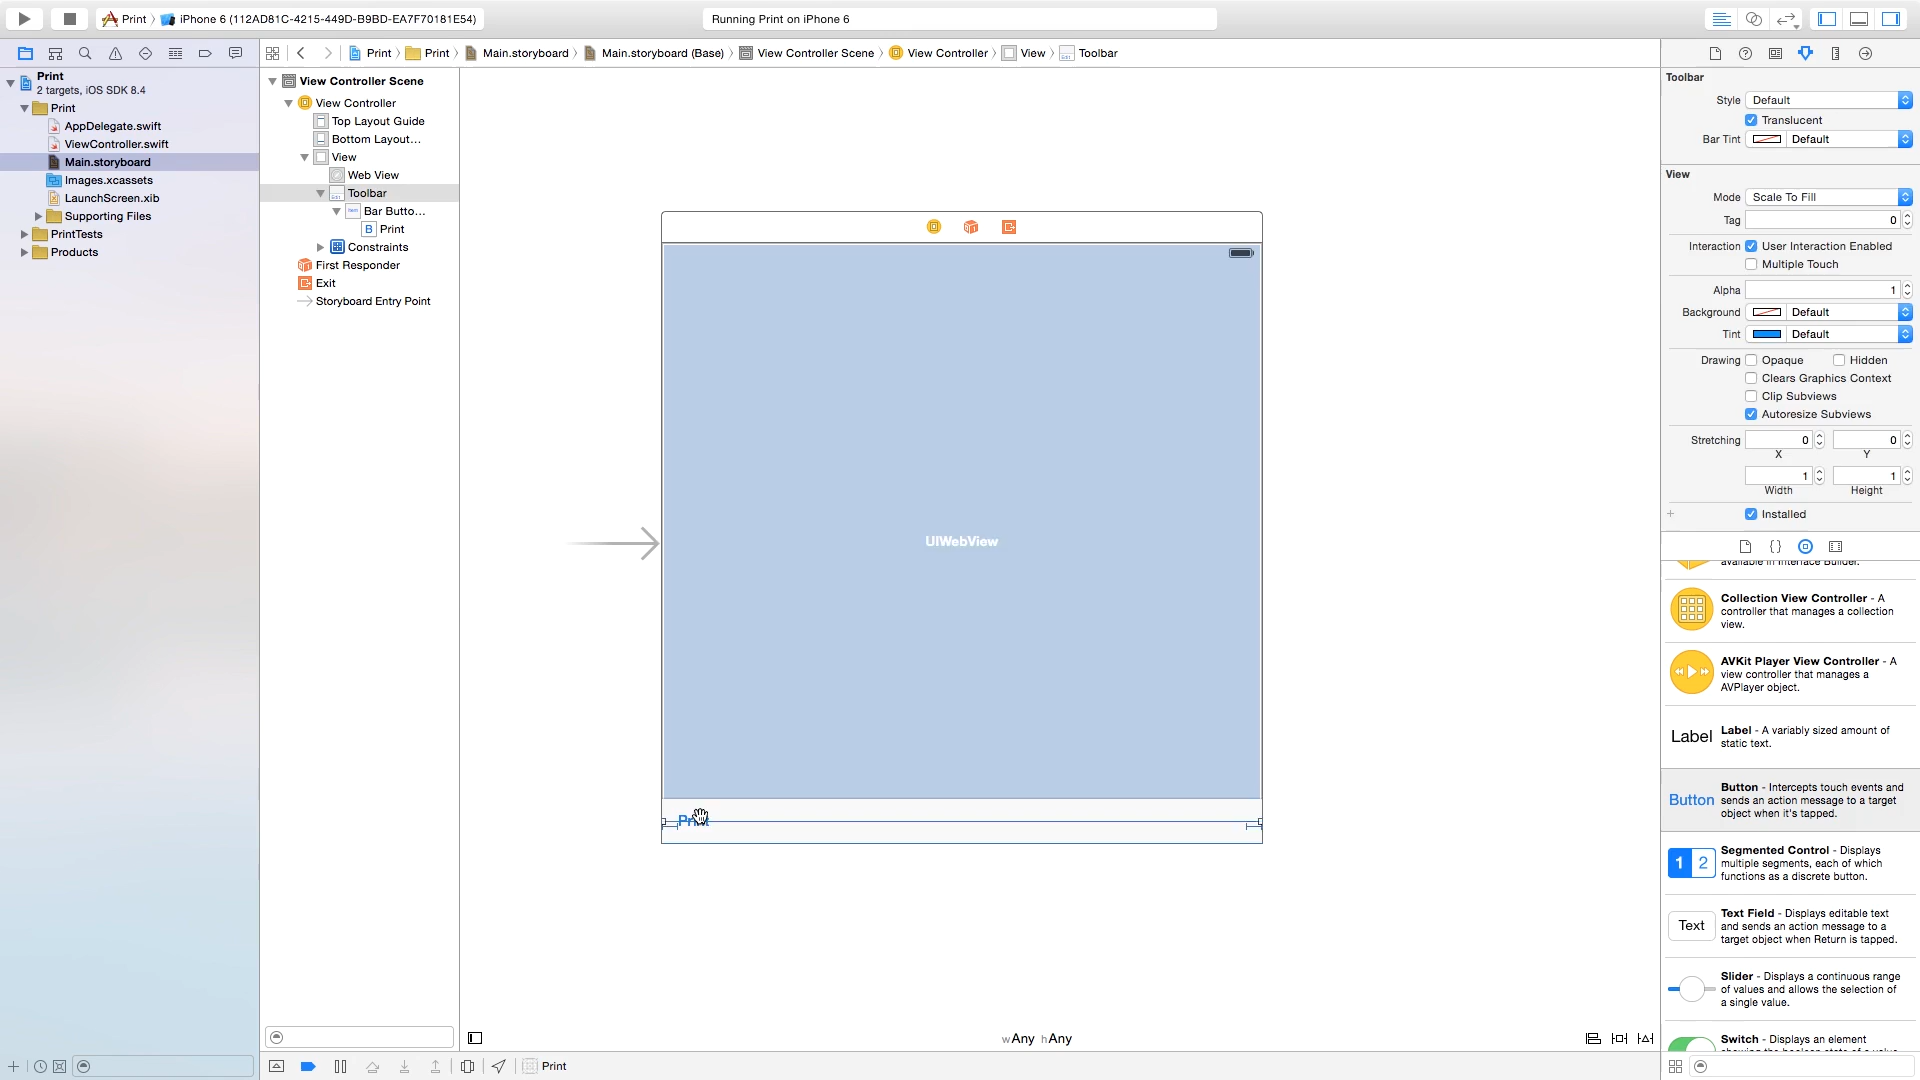 Print
iPhone 6 (112AD81C-4215-449D-B9BD-EA7F70181E54)
Running Print on iPhone 6
Print
Print
Main.storyboard
Main.storyboard (Base)
View Controller Scene
View Controller
View
Toolbar
Print
2 targets, iOS SDK 8.4
Print
AppDelegate.swift
ViewController.swift
Main.storyboard
Images.xcassets
LaunchScreen.xib
Supporting Files
PrintTests
Products
View Controller Scene
View Controller
Top Layout Guide
Bottom Layout...
View
Web View
Toolbar
Bar Butto...
B Print
Constraints
First Responder
Exit
Storyboard Entry Point
UIWebView
Print
wAny hAny
Print
Toolbar
Style Default
Translucent
Bar Tint Default
View
Mode Scale To Fill
Tag 0
Interaction User Interaction Enabled
Multiple Touch
Alpha 1
Background Default
Tint Default
Drawing Opaque Hidden
Clears Graphics Context
Clip Subviews
Autoresize Subviews
Stretching 0 0
X Y
1 1
Width Height
Installed
available in Interface Builder.
Collection View Controller - A
controller that manages a collection
view.
AVKit Player View Controller - A
view controller that manages a
AVPlayer object.
Label
Label - A variably sized amount of
static text.
Button
Button - Intercepts touch events and
sends an action message to a target
object when it's tapped.
1 2
Segmented Control - Displays
multiple segments, each of which
functions as a discrete button.
Text
Text Field - Displays editable text
and sends an action message to a
target object when Return is tapped.
Slider - Displays a continuous range
of values and allows the selection of
a single value.
Switch - Displays an element